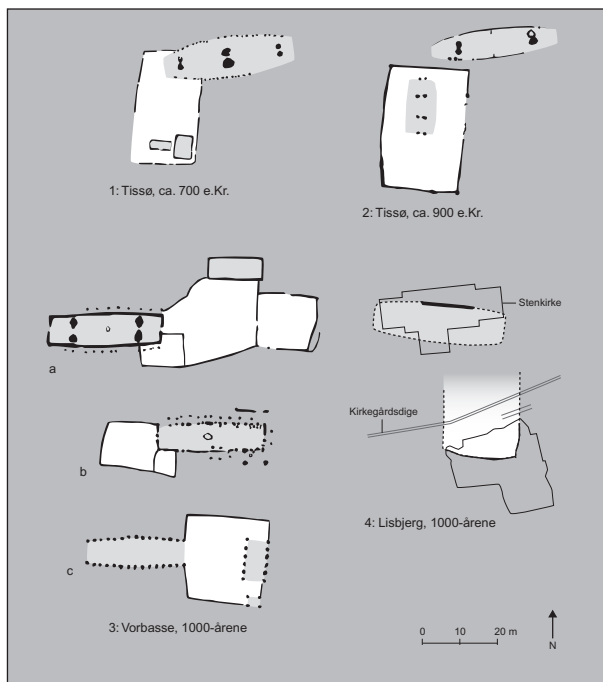 1: Tissø, ca. 700 e.Kr.
2: Tissø, ca. 900 e.Kr.
Stenkirke
a
Kirkegårdsdige
b
4: Lisbjerg, 1000-årene
c
3: Vorbasse, 1000-årene
0 10 20 m
N